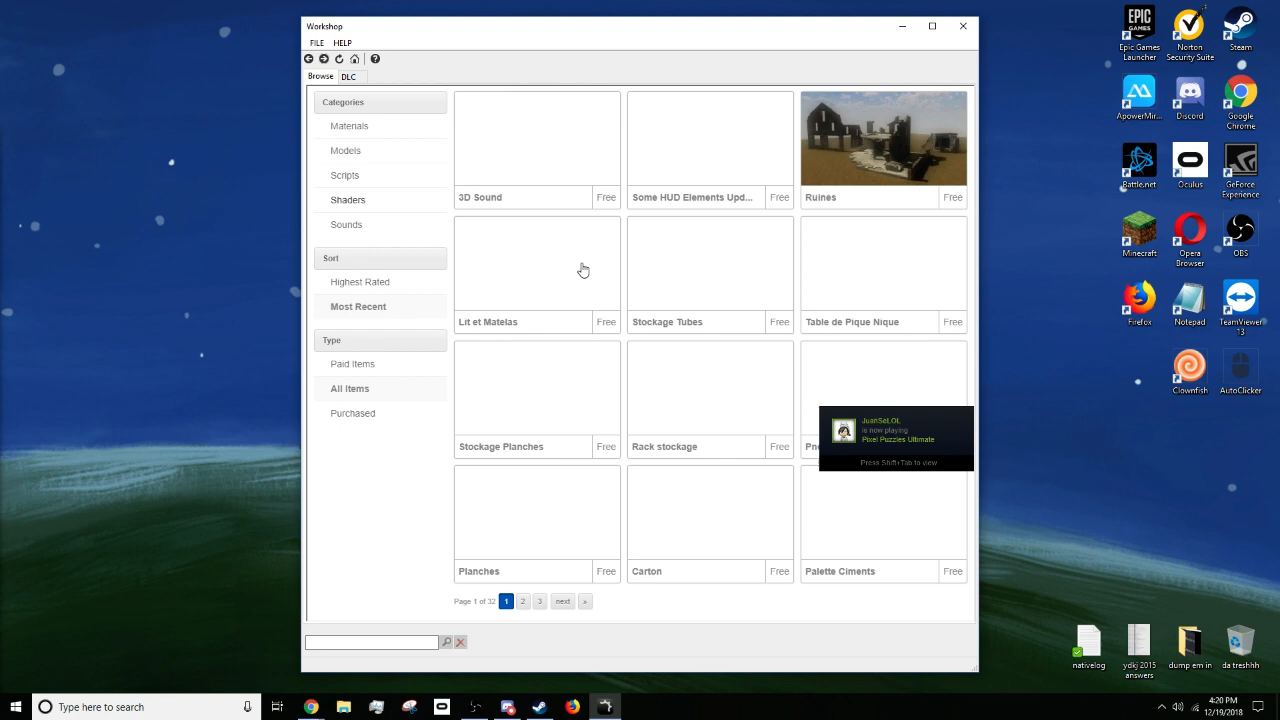 Workshop
FILE HELP
Browse DLC
Categories
Materials
Models
Scripts
Shaders
Sounds
Sort
Highest Rated
Most Recent
Type
Paid Items
All Items
Purchased
3D Sound Free
Some HUD Elements Upd... Free
Ruines Free
Lit et Matelas Free
Stockage Tubes Free
Table de Pique Nique Free
Stockage Planches Free
Rack stockage Free
JuanSeLOL
is now playing
Pixel Puzzles Ultimate
Press Shift+Tab to view
Planches Free
Carton Free
Palette Ciments Free
Page 1 of 32 1 2 3 next »
EPIC
GAMES
Epic Games
Launcher
Norton
Security Suite
Steam
ApowerMir...
Discord
Google
Chrome
Battle.net
Oculus
GeForce
Experience
Minecraft
Opera
Browser
OBS
Firefox
Notepad
TeamViewer
13
Clownfish
AutoClicker
nativelog
ydkj 2015
answers
dump em in
da treshhh
Type here to search
4:20 PM
12/19/2018